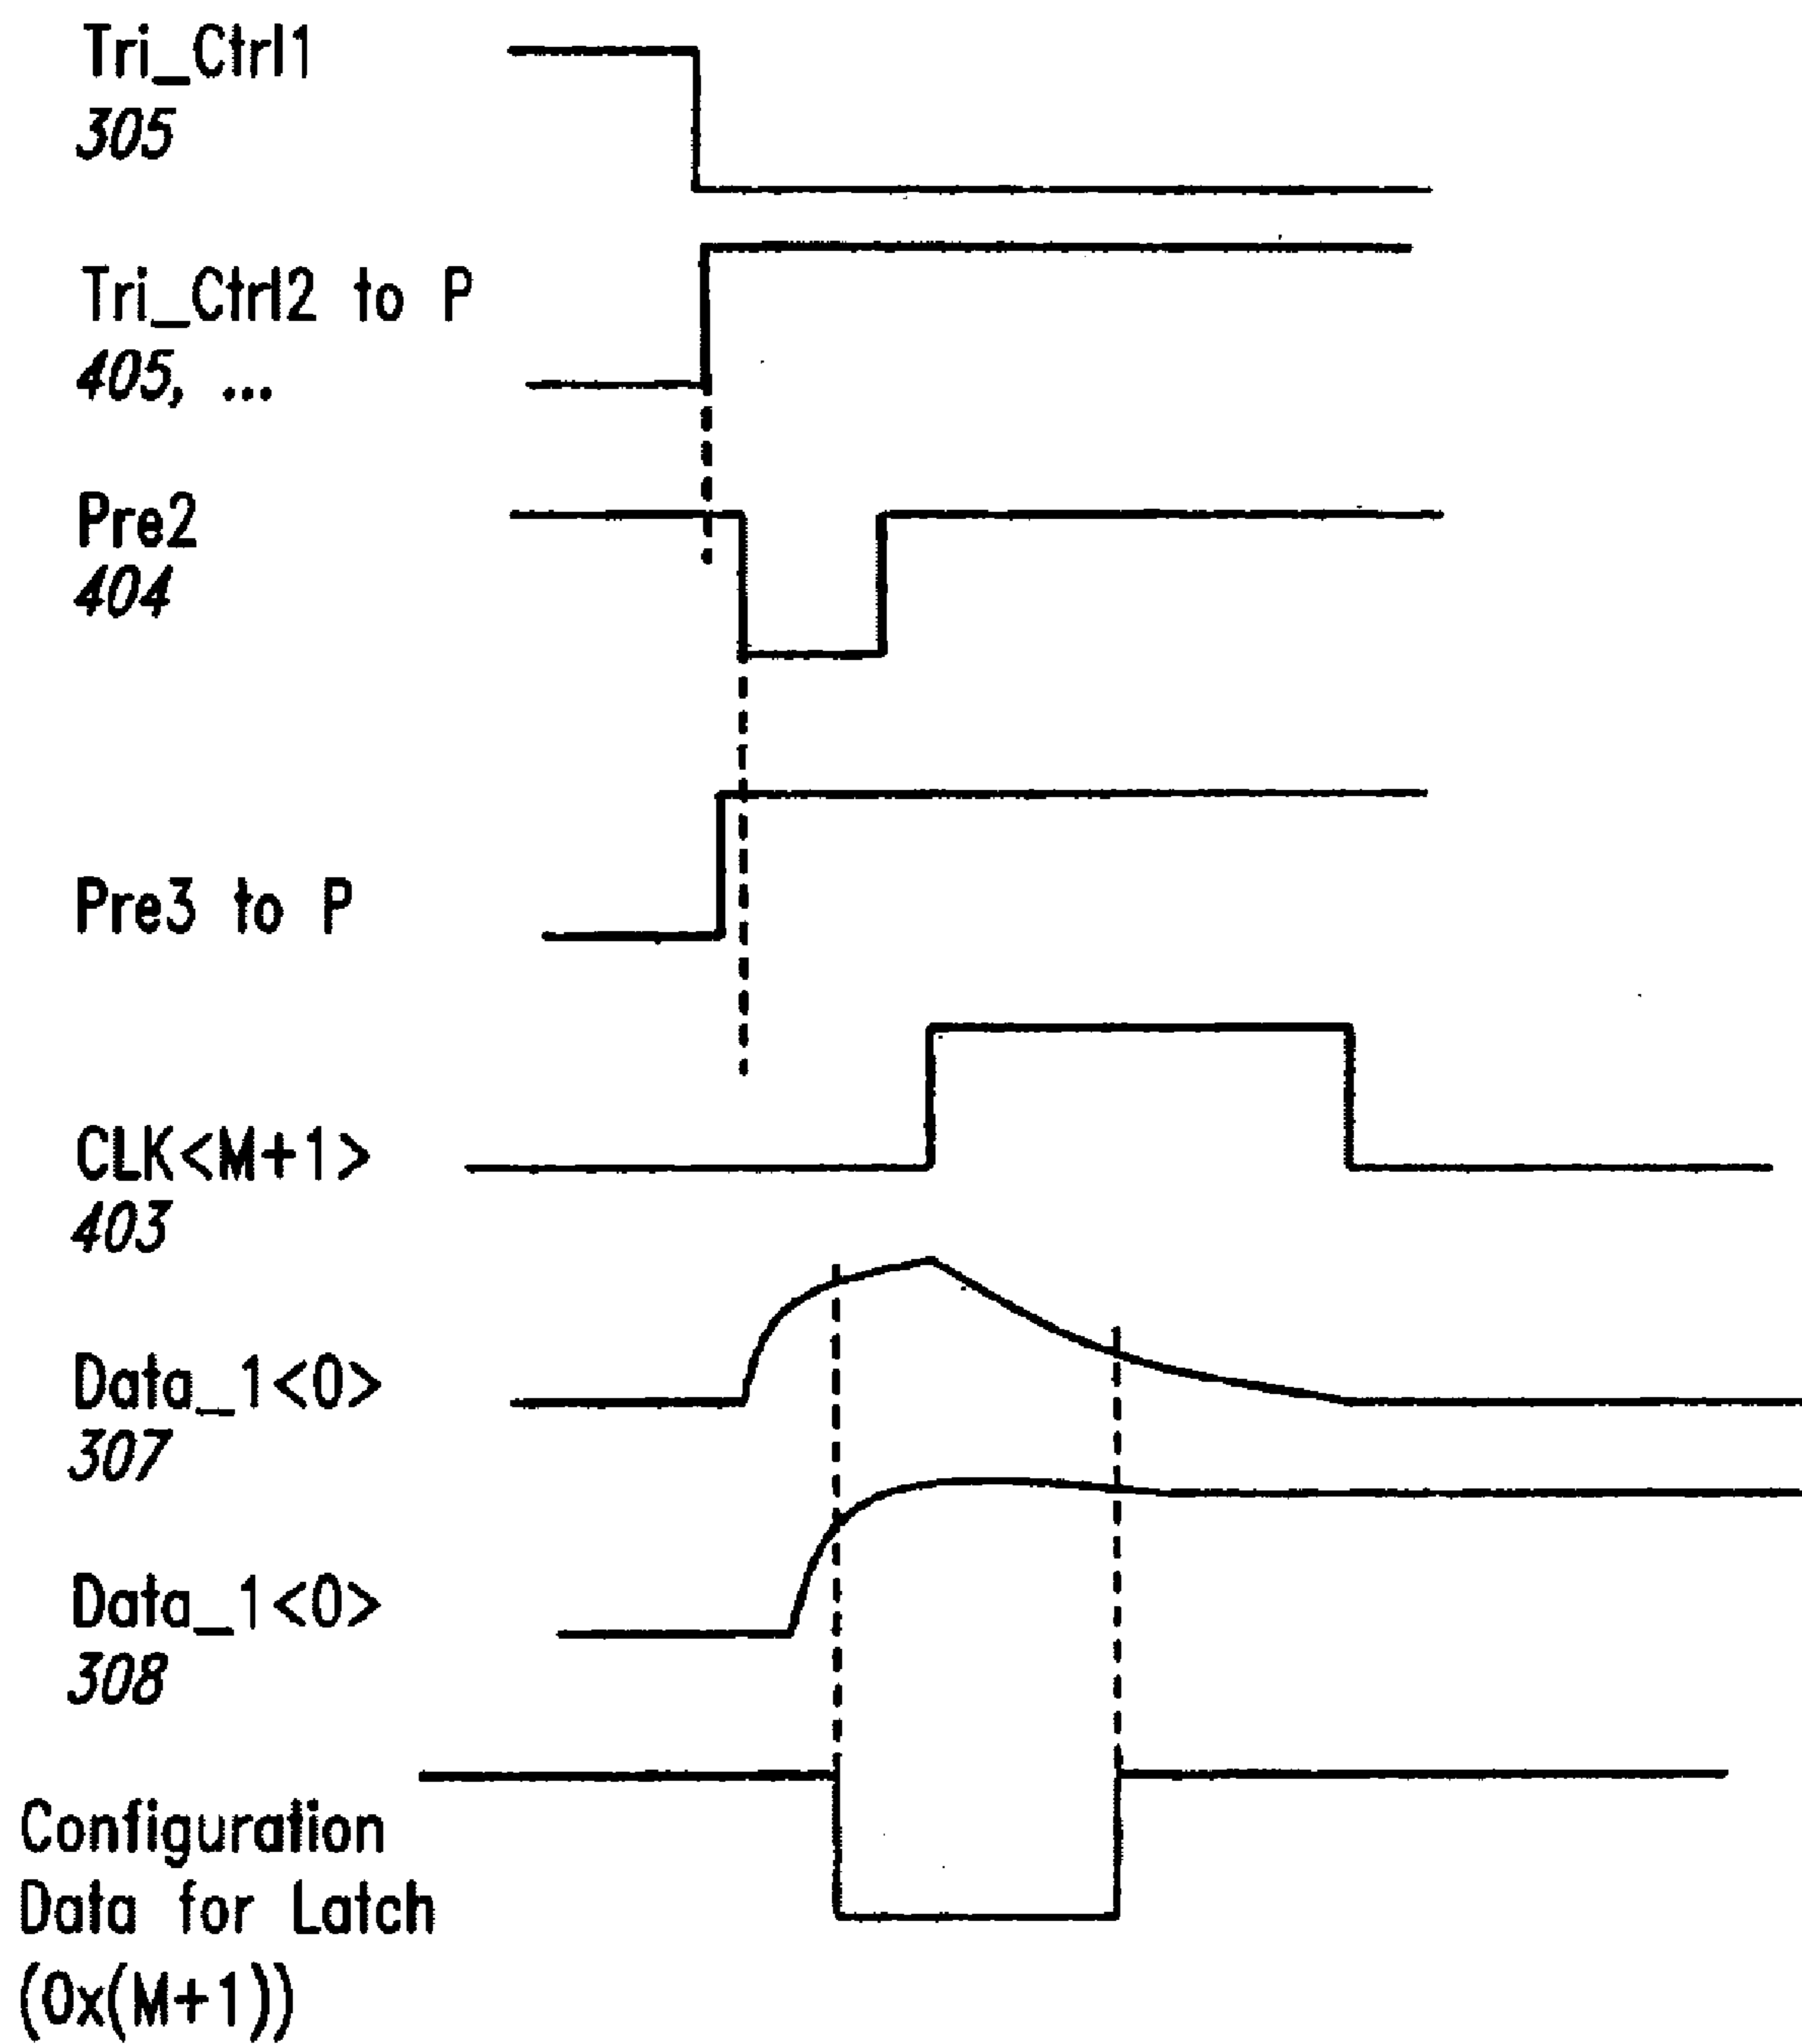 Tri_Ctrl1
305
Tri_Ctrl2 to P
405, ...
Pre2
404
Pre3 to P
CLK<M+1>
403
Data_1<0>
307
Data_1<0>
308
Configuration
Data for Latch
(0x(M+1))